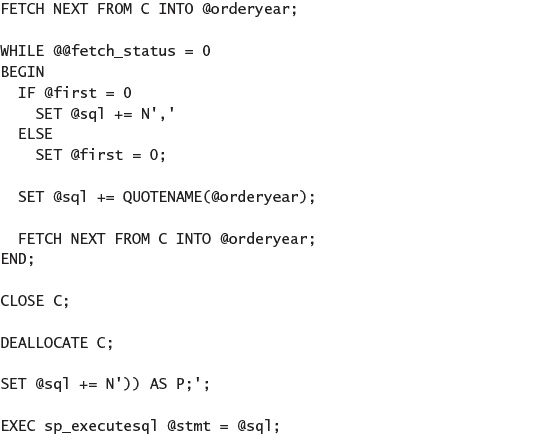 FETCH NEXT FROM C INTO @orderyear;
WHILE @@fetch_status = 0
BEGIN
IF @first = 0
SET @sql += N','
ELSE
SET @first = 0;
SET @sql += QUOTENAME(@orderyear);
FETCH NEXT FROM C INTO @orderyear;
END;
CLOSE C;
DEALLOCATE C;
SET @sql += N')) AS P;';
EXEC sp_executesql @stmt = @sql;